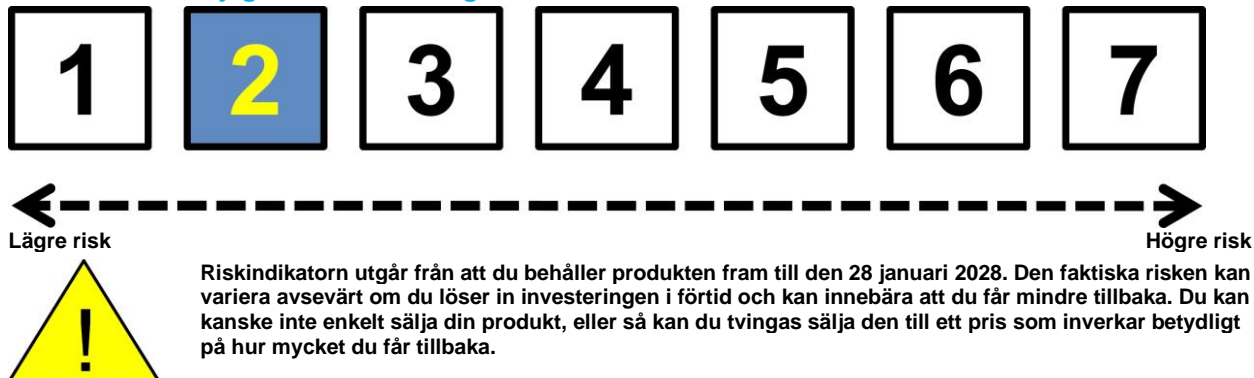 1 2 3 4 5 6 7
Lägre risk Högre risk
!
Riskindikatorn utgår från att du behåller produkten fram till den 28 januari 2028. Den faktiska risken kan
variera avsevärt om du löser in investeringen i förtid och kan innebära att du får mindre tillbaka. Du kan
kanske inte enkelt sälja din produkt, eller så kan du tvingas sälja den till ett pris som inverkar betydligt
på hur mycket du får tillbaka.